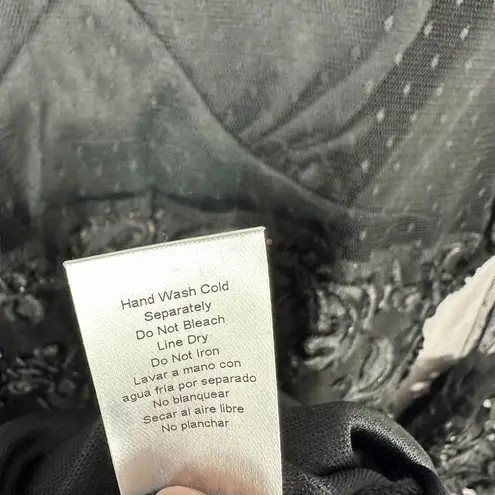 Hand Wash Cold
Separately
Do Not Bleach
Line Dry
Do Not Iron
Lavar a mano con
agua fría por separado
No blanquear
Secar al aire libre
No planchar